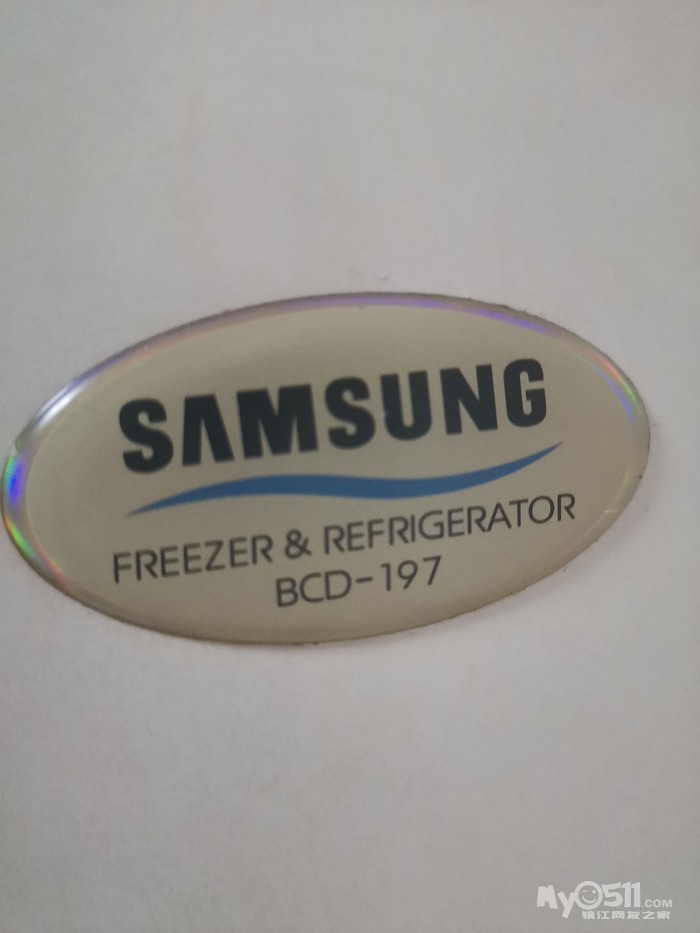 SAMSUNG
FREEZER & REFRIGERATOR
BCD-197
My0511.COM
镇江网友之家